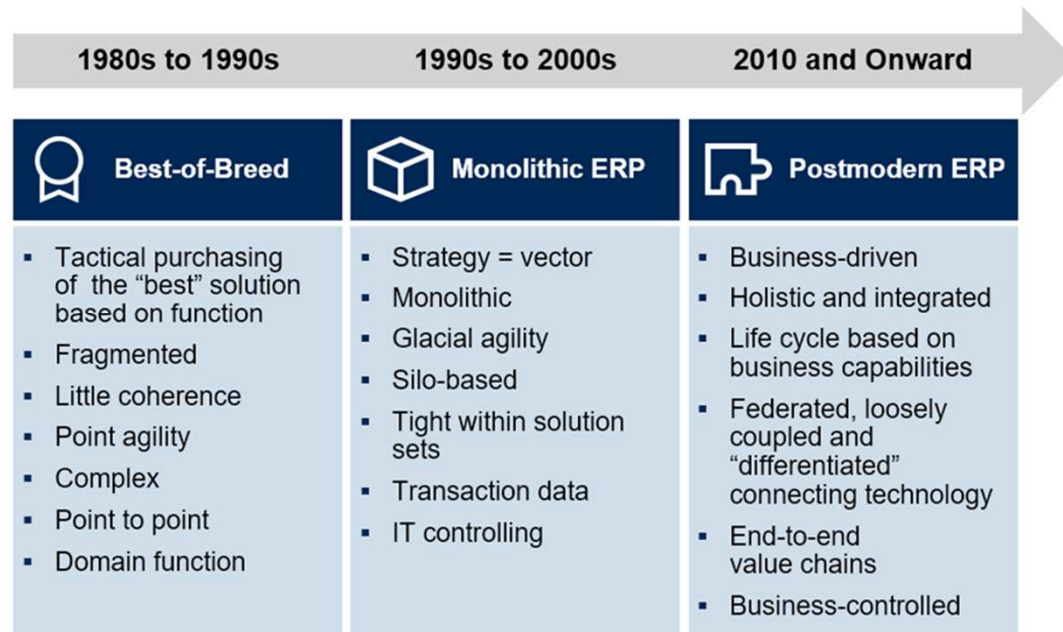 1980s to 1990s
1990s to 2000s
2010 and Onward
Best-of-Breed
▪ Tactical purchasing
of the “best” solution
based on function
▪ Fragmented
▪ Little coherence
▪ Point agility
▪ Complex
▪ Point to point
▪ Domain function
Monolithic ERP
▪ Strategy = vector
▪ Monolithic
▪ Glacial agility
▪ Silo-based
▪ Tight within solution
sets
▪ Transaction data
▪ IT controlling
Postmodern ERP
▪ Business-driven
▪ Holistic and integrated
▪ Life cycle based on
business capabilities
▪ Federated, loosely
coupled and
“differentiated”
connecting technology
▪ End-to-end
value chains
▪ Business-controlled